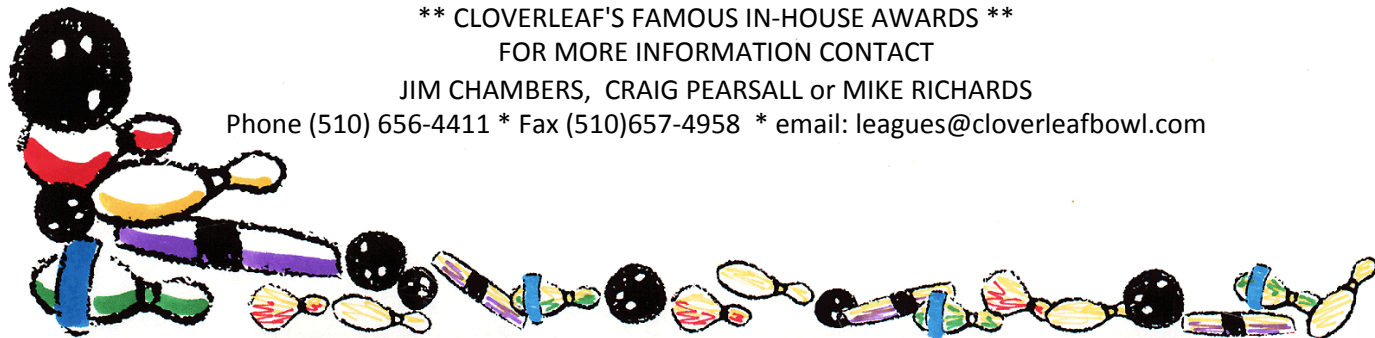 ** CLOVERLEAF'S FAMOUS IN-HOUSE AWARDS **
FOR MORE INFORMATION CONTACT
JIM CHAMBERS, CRAIG PEARSALL or MIKE RICHARDS
Phone (510) 656-4411 * Fax (510)657-4958 * email: leagues@cloverleafbowl.com